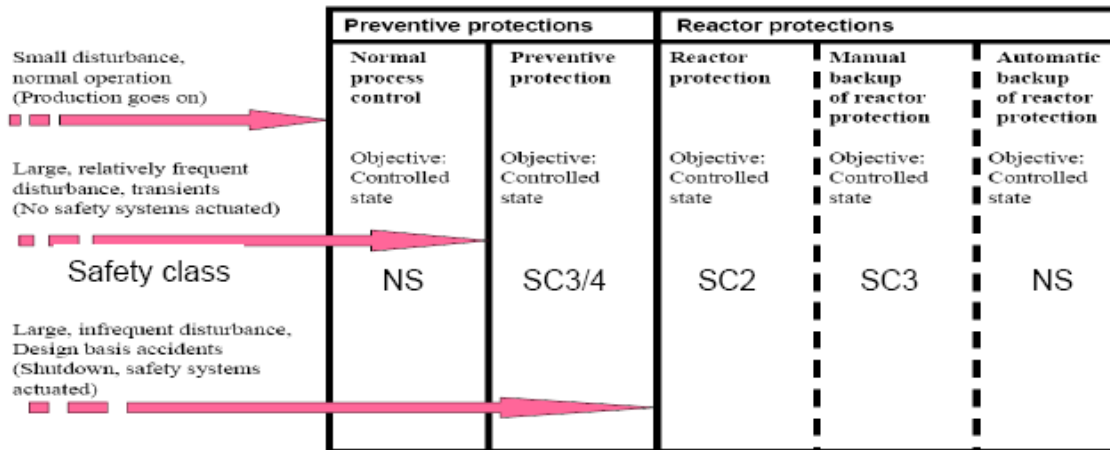 Preventive protections
Reactor protections
Small disturbance,
normal operation
(Production goes on)
Normal
process
control
Preventive
protection
Reactor
protection
Manual
backup
of reactor
protection
Automatic
backup
of reactor
protection
Large, relatively frequent
disturbance, transients
(No safety systems actuated)
Objective:
Controlled
state
Objective:
Controlled
state
Objective:
Controlled
state
Objective:
Controlled
state
Objective:
Controlled
state
Safety class
NS
SC3/4
SC2
SC3
NS
Large, infrequent disturbance,
Design basis accidents
(Shutdown, safety systems
actuated)